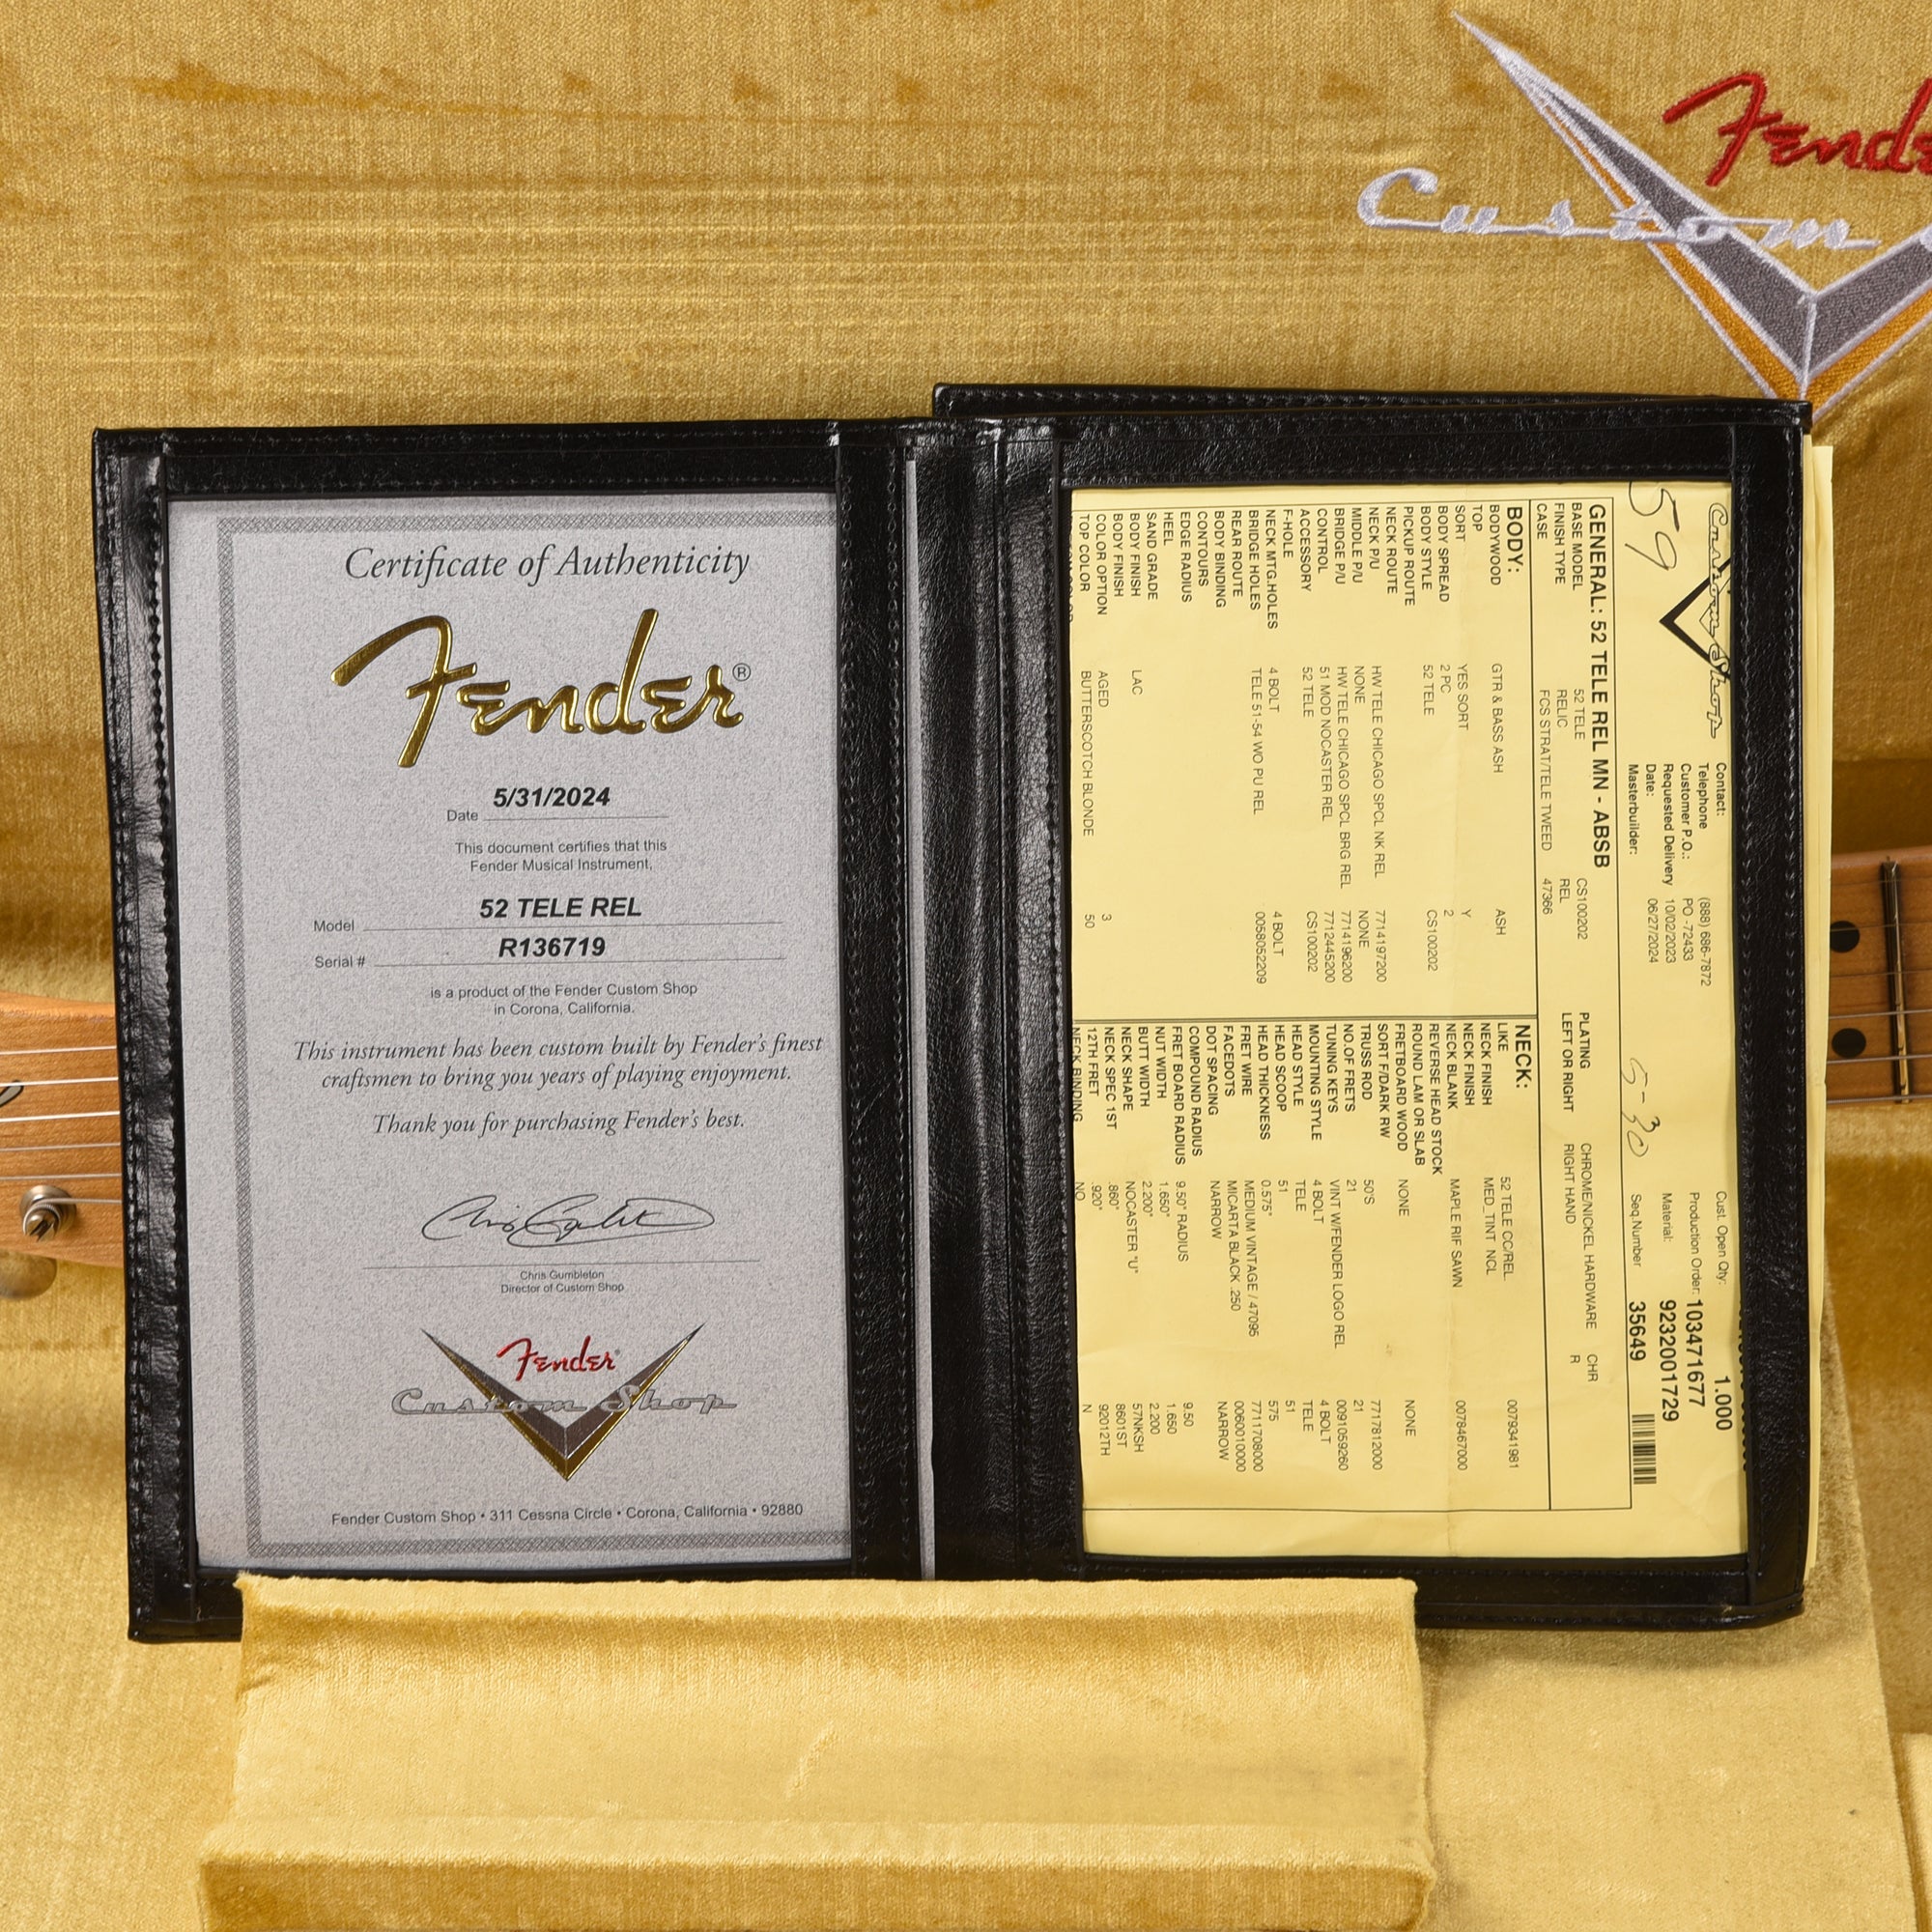 Fende
Custom
Certificate of Authenticity
Fender®
5/31/2024
Date
This document certifies that this
Fender Musical Instrument,
52 TELE REL
Model
R136719
Serial #
is a product of the Fender Custom Shop
in Corona, California.
This instrument has been custom built by Fender's finest
craftsmen to bring you years of playing enjoyment.
Thank you for purchasing Fender's best.
Chris Gumbleton
Director of Custom Shop
Fender
Custom Shop
Fender Custom Shop • 311 Cessna Circle • Corona, California • 92880
Custom Shop
59
5-30
Contact:
Telephone (888) 686-7872
Customer P.O.: PO -72433
Requested Delivery 10/02/2023
Date: 06/27/2024
Masterbuilder:
Cust. Open Qty: 1.000
Production Order: 103471677
Material: 9232001729
Seq.Number 35649
GENERAL: 52 TELE REL MN - ABSB
BASE MODEL 52 TELE CS100202
FINISH TYPE RELIC REL
CASE FCS STRAT/TELE TWEED 47366
PLATING CHROME/NICKEL HARDWARE CHR
LEFT OR RIGHT RIGHT HAND R
BODY:
BODYWOOD GTR & BASS ASH ASH
TOP
SORT YES SORT Y
BODY SPREAD 2 PC 2
BODY STYLE 52 TELE CS100202
PICKUP ROUTE
NECK ROUTE
NECK P/U HW TELE CHICAGO SPCL NK REL 7714197200
MIDDLE P/U NONE NONE
BRIDGE P/U HW TELE CHICAGO SPCL BRG REL 7714196200
CONTROL 51 MOD NOCASTER REL 7712445200
ACCESSORY 52 TELE CS100202
F-HOLE
NECK MTG.HOLES 4 BOLT 4 BOLT
BRIDGE HOLES TELE 51-54 WO PU REL 0058052209
REAR ROUTE
BODY BINDING
CONTOURS
EDGE RADIUS
HEEL
SAND GRADE
BODY FINISH LAC
BODY FINISH
COLOR OPTION AGED 3
TOP COLOR BUTTERSCOTCH BLONDE 50
NECK:
LIKE 52 TELE CC/REL 0079341981
NECK FINISH MED_TINT NCL
NECK FINISH
NECK BLANK MAPLE RIF SAWN 0078467000
REVERSE HEAD STOCK
ROUND LAM OR SLAB
FRETBOARD WOOD NONE NONE
SORT F/DARK RW
TRUSS ROD 50'S 7717812000
NO.OF FRETS 21 21
TUNING KEYS VINT W/FENDER LOGO REL 0091059260
MOUNTING STYLE 4 BOLT 4 BOLT
HEAD STYLE TELE TELE
HEAD SCOOP 51 51
HEAD THICKNESS 0.575" 575
FRET WIRE MEDIUM VINTAGE / 47095 7711708000
FACEDOTS MICARTA BLACK .250 0060010000
DOT SPACING NARROW NARROW
COMPOUND RADIUS
FRET BOARD RADIUS 9.50" RADIUS 9.50
NUT WIDTH 1.650" 1.650
BUTT WIDTH 2.200" 2.200
NECK SHAPE NOCASTER "U" 57NKSH
NECK SPEC 1ST .860" 8601ST
12TH FRET .920" 92012TH
NECK BINDING NO N